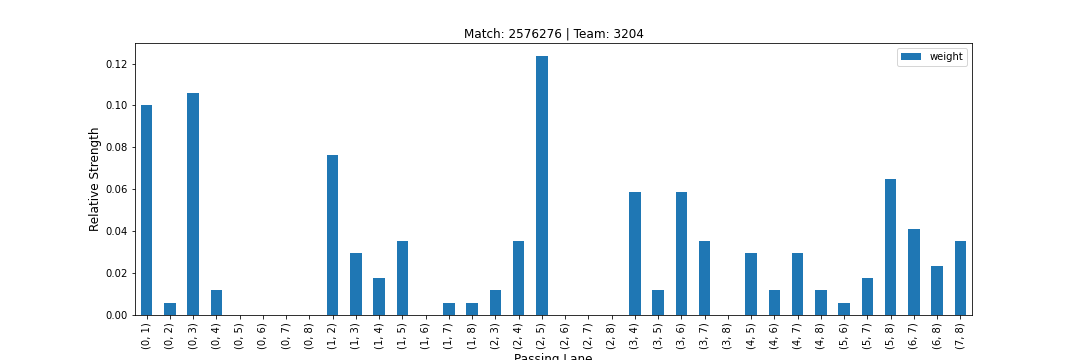 Match: 2576276 | Team: 3204
weight
Relative Strength
0.12
0.10
0.08
0.06
0.04
0.02
0.00
(0, 1) (0, 2) (0, 3) (0, 4) (0, 5) (0, 6) (0, 7) (0, 8) (1, 2) (1, 3) (1, 4) (1, 5) (1, 6) (1, 7) (1, 8) (2, 3) (2, 4) (2, 5) (2, 6) (2, 7) (2, 8) (3, 4) (3, 5) (3, 6) (3, 7) (3, 8) (4, 5) (4, 6) (4, 7) (4, 8) (5, 6) (5, 7) (5, 8) (6, 7) (6, 8) (7, 8)
Passing Lane